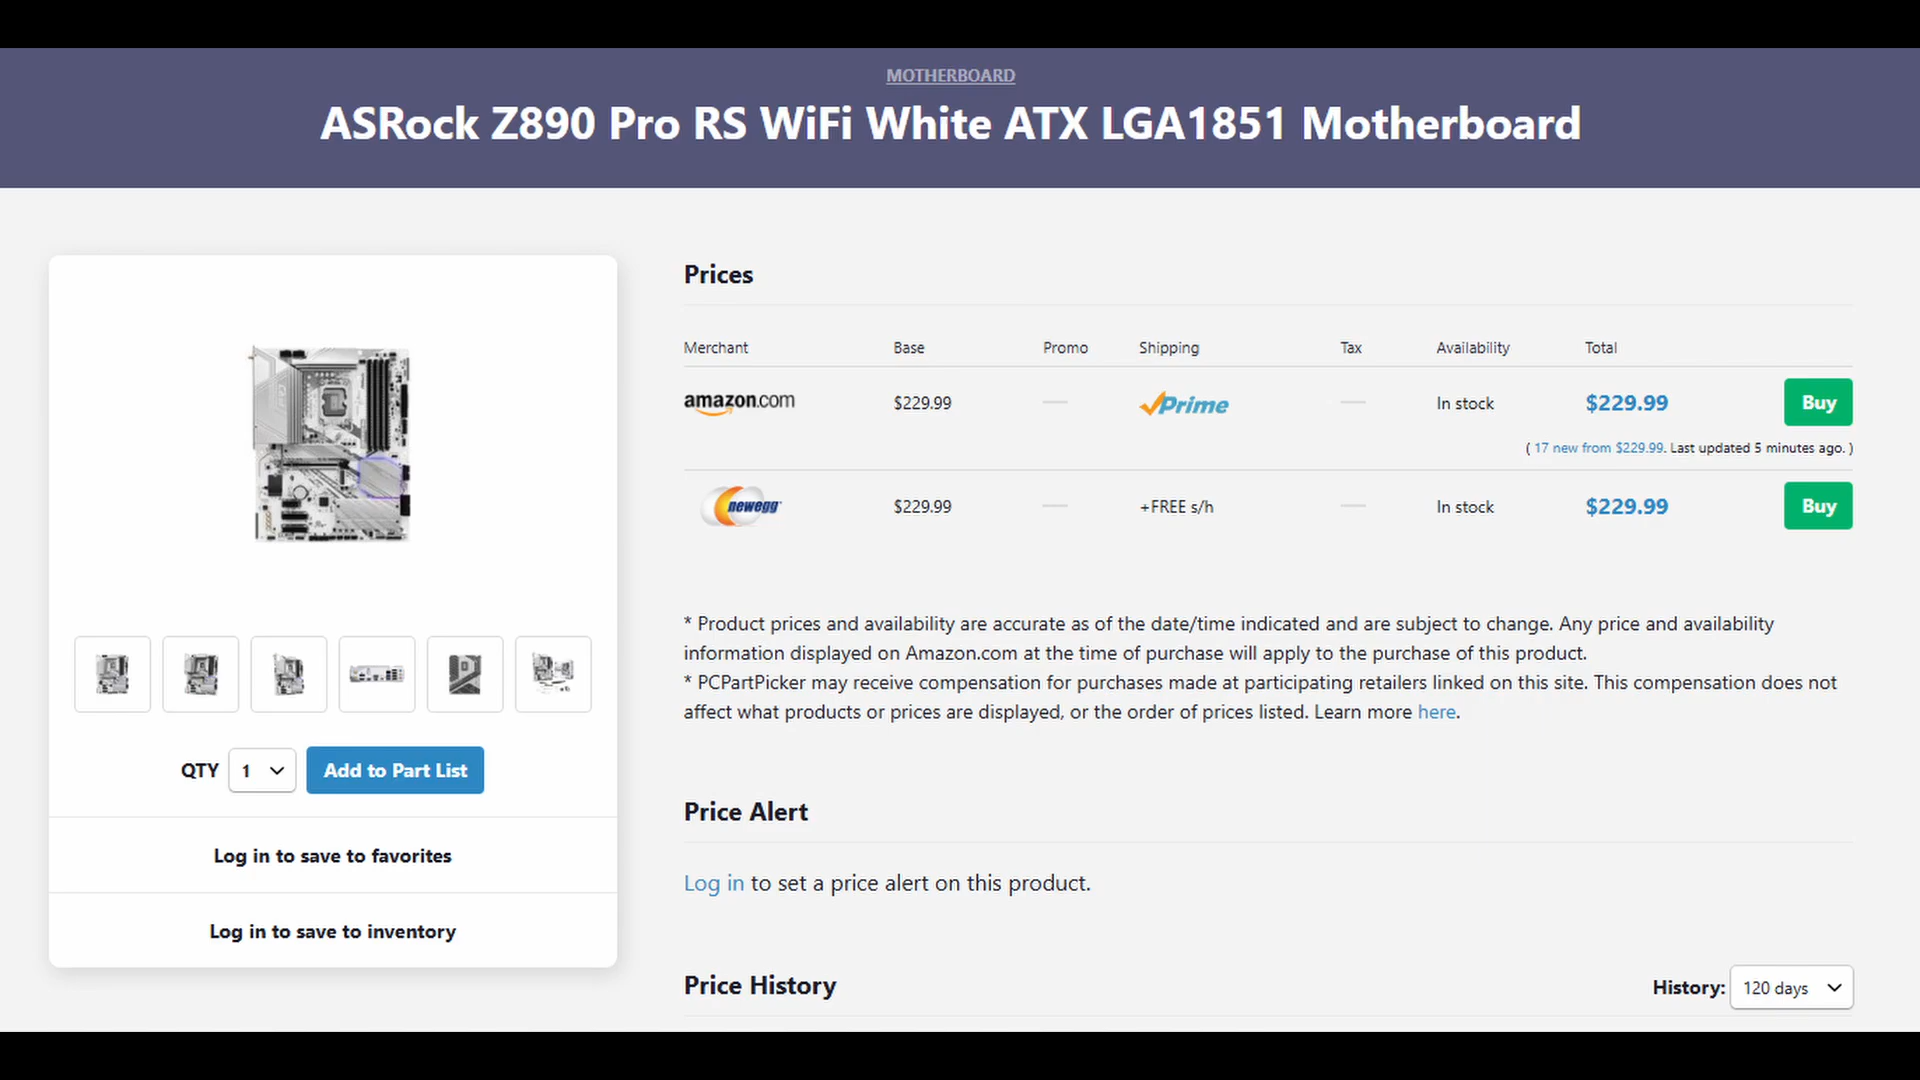 MOTHERBOARD
ASRock Z890 Pro RS WiFi White ATX LGA1851 Motherboard
Prices
Merchant Base Promo Shipping Tax Availability Total
amazon.com $229.99 — Prime — In stock $229.99 Buy
( 17 new from $229.99. Last updated 5 minutes ago. )
newegg $229.99 — +FREE s/h — In stock $229.99 Buy
* Product prices and availability are accurate as of the date/time indicated and are subject to change. Any price and availability
information displayed on Amazon.com at the time of purchase will apply to the purchase of this product.
* PCPartPicker may receive compensation for purchases made at participating retailers linked on this site. This compensation does not
affect what products or prices are displayed, or the order of prices listed. Learn more here.
QTY 1 Add to Part List
Log in to save to favorites
Log in to save to inventory
Price Alert
Log in to set a price alert on this product.
Price History
History: 120 days